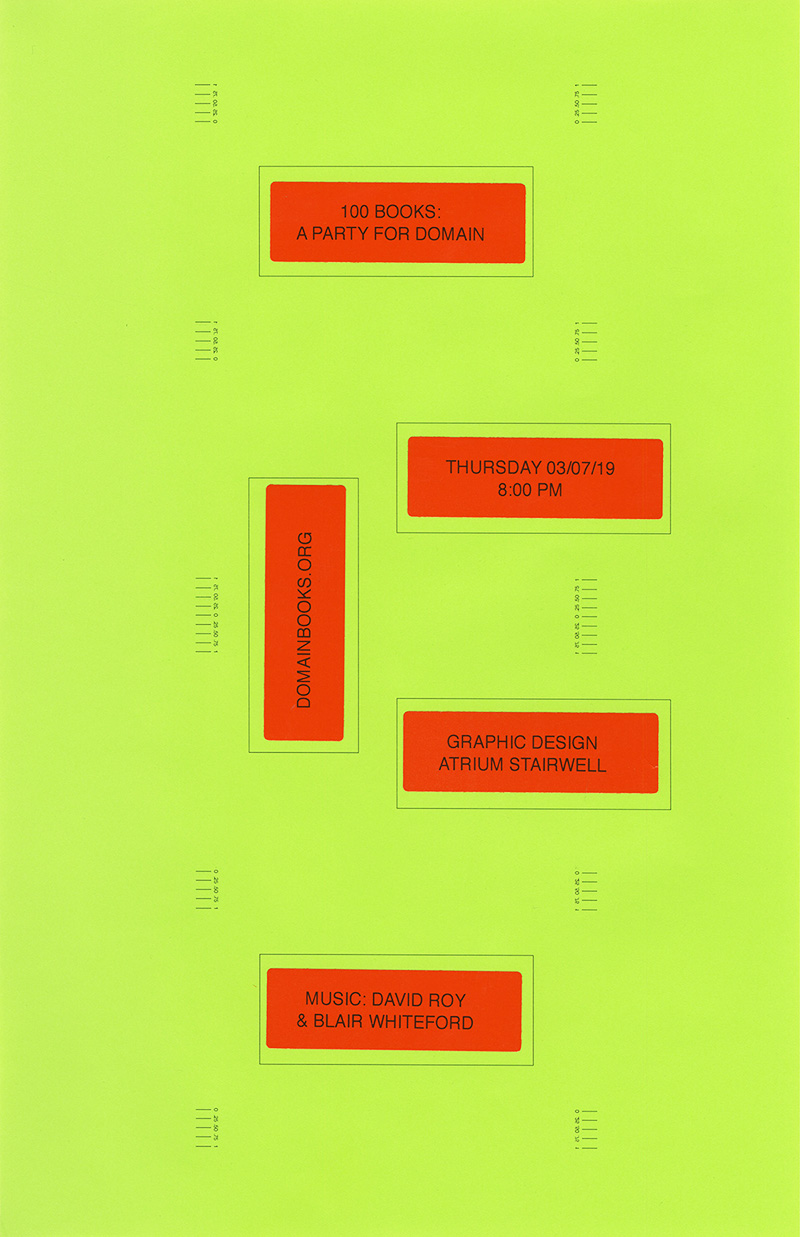 100 BOOKS:
A PARTY FOR DOMAIN
THURSDAY 03/07/19
8:00 PM
DOMAINBOOKS.ORG
GRAPHIC DESIGN
ATRIUM STAIRWELL
MUSIC: DAVID ROY
& BLAIR WHITEFORD